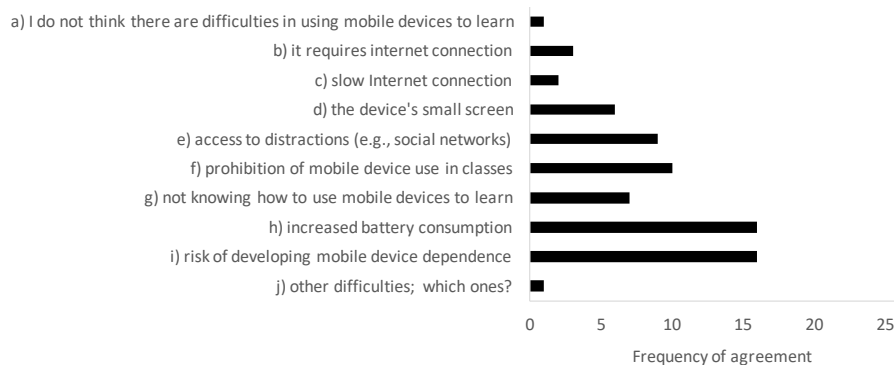 a) I do not think there are difficulties in using mobile devices to learn
b) it requires internet connection
c) slow Internet connection
d) the device's small screen
e) access to distractions (e.g., social networks)
f) prohibition of mobile device use in classes
g) not knowing how to use mobile devices to learn
h) increased battery consumption
i) risk of developing mobile device dependence
j) other difficulties; which ones?
0 5 10 15 20 25
Frequency of agreement